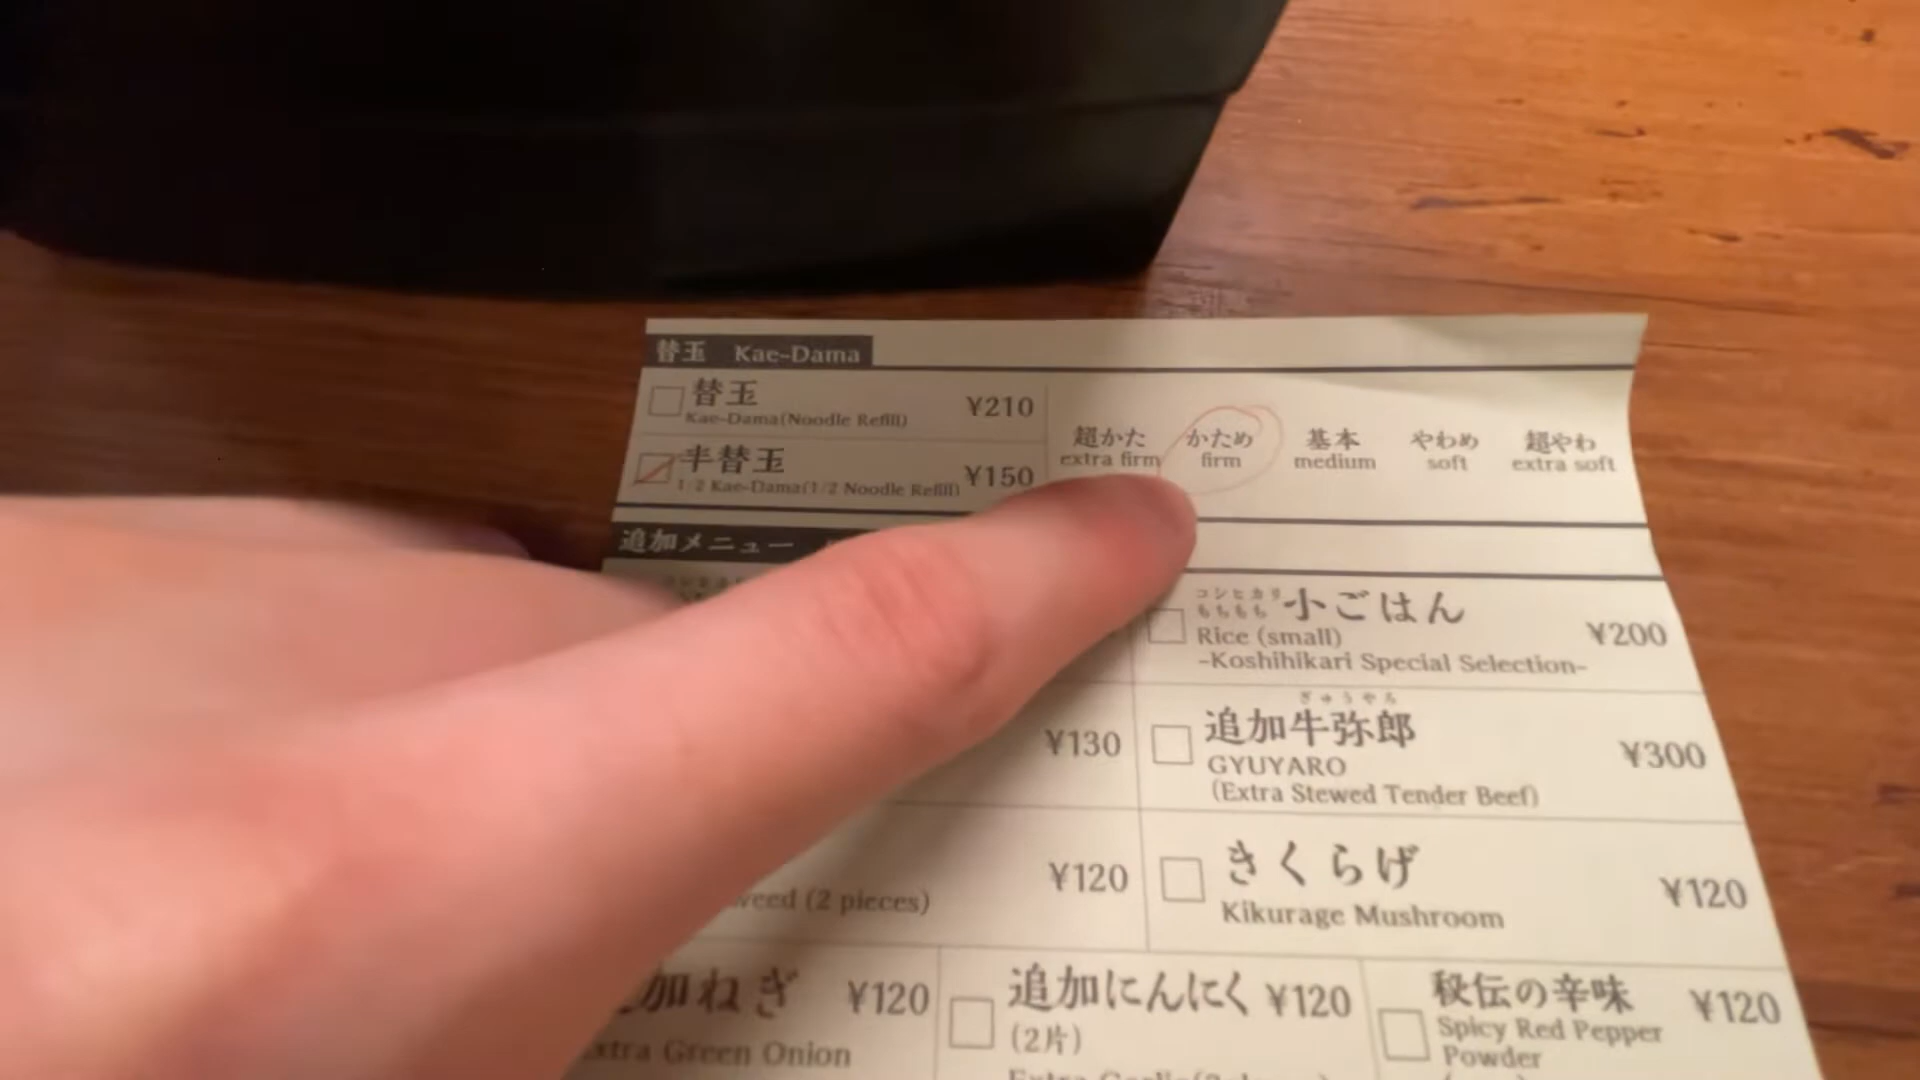 替玉 Kae-Dama
替玉
Kae-Dama(Noodle Refill)
¥210
半替玉
1/2 Kae-Dama(1/2 Noodle Refill)
¥150
超かた かため 基本 やわめ 超やわ
extra firm firm medium soft extra soft
追加メニュー
コシヒカリ
もちもち 小ごはん
Rice (small)
-Koshihikari Special Selection-
¥200
¥130
ぎゅうやろ
追加牛弥郎
GYUYARO
(Extra Stewed Tender Beef)
¥300
(2 pieces)
¥120
きくらげ
Kikurage Mushroom
¥120
加ねぎ ¥120
Green Onion
追加にんにく ¥120
(2片)
秘伝の辛味 ¥120
Spicy Red Pepper
Powder